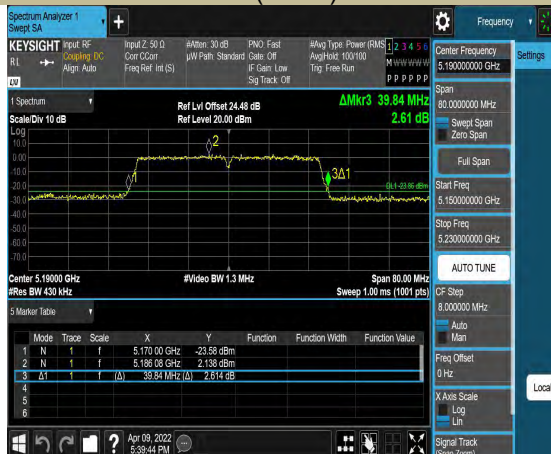 Spectrum Analyzer 1
Swept SA
Frequency
KEYSIGHT
RL
Input: RF
Coupling: DC
Align: Auto
Input Z: 50 Ω
Corr CCorr
Freq Ref: Int (S)
#Atten: 30 dB
µW Path: Standard
PNO: Fast
Gate: Off
IF Gain: Low
Sig Track: Off
#Avg Type: Power (RMS
Avg|Hold: 100/100
Trig: Free Run
1 2 3 4 5 6
M W W W W W
P P P P P P
LXI
1 Spectrum
Scale/Div 10 dB
Ref Lvl Offset 24.48 dB
Ref Level 20.00 dBm
ΔMkr3 39.84 MHz
2.61 dB
Log
10.0
0.00
-10.0
-20.0
-30.0
-40.0
-50.0
-60.0
-70.0
2
1
3Δ1
DL1 -23.86 dBm
Center 5.19000 GHz
#Res BW 430 kHz
#Video BW 1.3 MHz
Span 80.00 MHz
Sweep 1.00 ms (1001 pts)
5 Marker Table
Mode Trace Scale X Y Function Function Width Function Value
1 N 1 f 5.170 00 GHz -23.58 dBm
2 N 1 f 5.186 08 GHz 2.138 dBm
3 Δ1 1 f (Δ) 39.84 MHz (Δ) 2.614 dB
4
5
6
Apr 09, 2022
5:39:44 PM
Center Frequency
5.190000000 GHz
Settings
Span
80.0000000 MHz
Swept Span
Zero Span
Full Span
Start Freq
5.150000000 GHz
Stop Freq
5.230000000 GHz
AUTO TUNE
CF Step
8.000000 MHz
Auto
Man
Freq Offset
0 Hz
X Axis Scale
Log
Lin
Local
Signal Track
(Span Zoom)